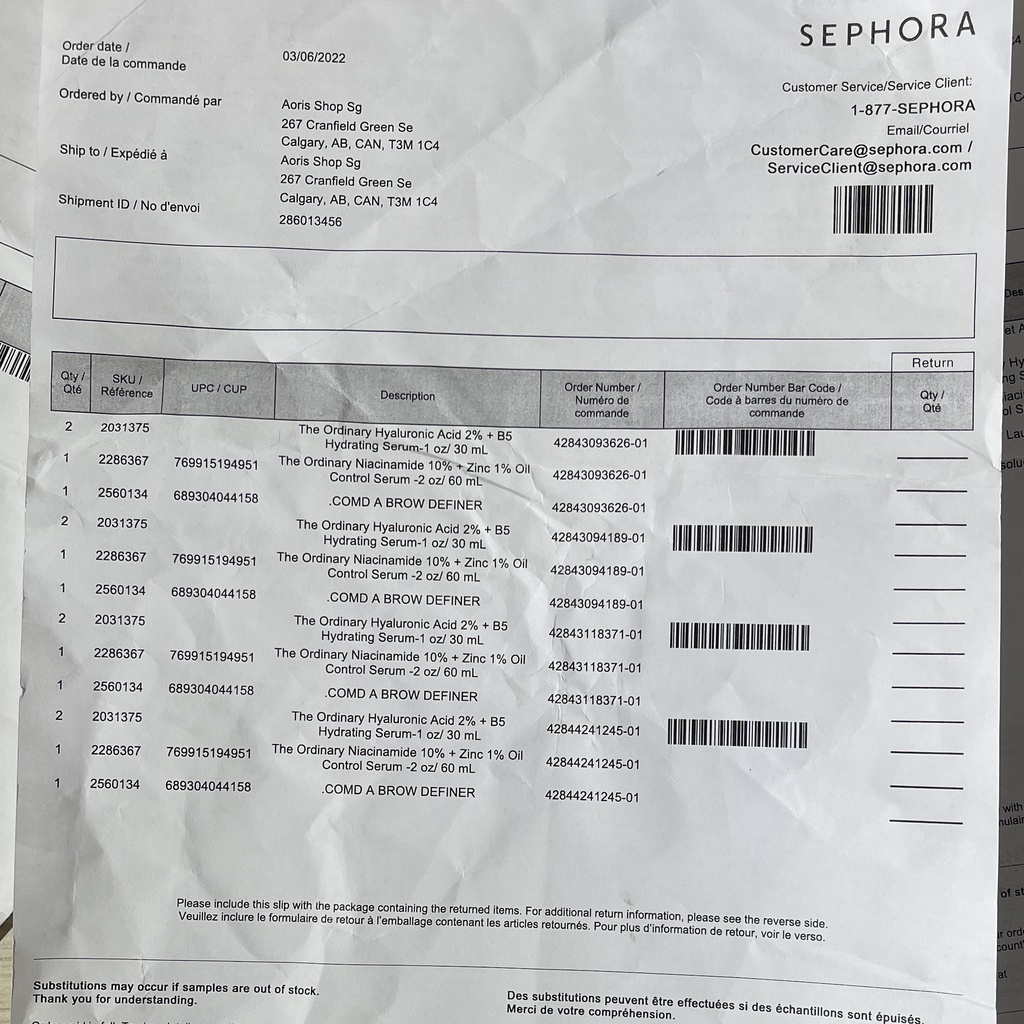 SEPHORA
Order date /
Date de la commande
03/06/2022
Customer Service/Service Client:
1-877-SEPHORA
Email/Courriel
CustomerCare@sephora.com /
ServiceClient@sephora.com
Ordered by / Commandé par
Aoris Shop Sg
267 Cranfield Green Se
Calgary, AB, CAN, T3M 1C4
Ship to / Expédié à
Aoris Shop Sg
267 Cranfield Green Se
Calgary, AB, CAN, T3M 1C4
Shipment ID / No d'envoi
286013456
Return
Qty / Qté SKU / Référence UPC / CUP Description Order Number / Numéro de commande Order Number Bar Code / Code à barres du numéro de commande Qty / Qté
2 2031375 The Ordinary Hyaluronic Acid 2% + B5 42843093626-01
Hydrating Serum-1 oz/ 30 mL
1 2286367 769915194951 The Ordinary Niacinamide 10% + Zinc 1% Oil 42843093626-01
Control Serum -2 oz/ 60 mL
1 2560134 689304044158 .COMD A BROW DEFINER 42843093626-01
2 2031375 The Ordinary Hyaluronic Acid 2% + B5 42843094189-01
Hydrating Serum-1 oz/ 30 mL
1 2286367 769915194951 The Ordinary Niacinamide 10% + Zinc 1% Oil 42843094189-01
Control Serum -2 oz/ 60 mL
1 2560134 689304044158 .COMD A BROW DEFINER 42843094189-01
2 2031375 The Ordinary Hyaluronic Acid 2% + B5 42843118371-01
Hydrating Serum-1 oz/ 30 mL
1 2286367 769915194951 The Ordinary Niacinamide 10% + Zinc 1% Oil 42843118371-01
Control Serum -2 oz/ 60 mL
1 2560134 689304044158 .COMD A BROW DEFINER 42843118371-01
2 2031375 The Ordinary Hyaluronic Acid 2% + B5 42844241245-01
Hydrating Serum-1 oz/ 30 mL
1 2286367 769915194951 The Ordinary Niacinamide 10% + Zinc 1% Oil 42844241245-01
Control Serum -2 oz/ 60 mL
1 2560134 689304044158 .COMD A BROW DEFINER 42844241245-01
Please include this slip with the package containing the returned items. For additional return information, please see the reverse side.
Veuillez inclure le formulaire de retour à l'emballage contenant les articles retournés. Pour plus d'information de retour, voir le verso.
Substitutions may occur if samples are out of stock.
Thank you for understanding.
Des substitutions peuvent être effectuées si des échantillons sont épuisés.
Merci de votre compréhension.